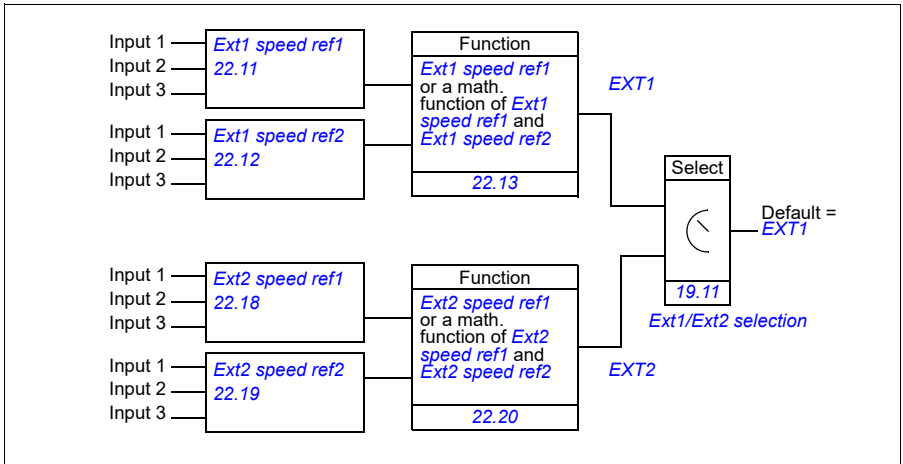 Input 1
Input 2
Input 3
Ext1 speed ref1
22.11
Input 1
Input 2
Input 3
Ext1 speed ref2
22.12
Function
Ext1 speed ref1
or a math.
function of Ext1
speed ref1 and
Ext1 speed ref2
22.13
EXT1
Select
19.11
Ext1/Ext2 selection
Default =
EXT1
Input 1
Input 2
Input 3
Ext2 speed ref1
22.18
Input 1
Input 2
Input 3
Ext2 speed ref2
22.19
Function
Ext2 speed ref1
or a math.
function of Ext2
speed ref1 and
Ext2 speed ref2
22.20
EXT2